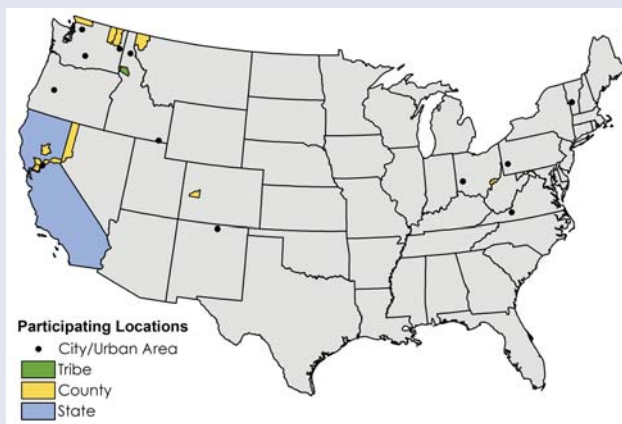 Participating Locations
City/Urban Area
Tribe
County
State